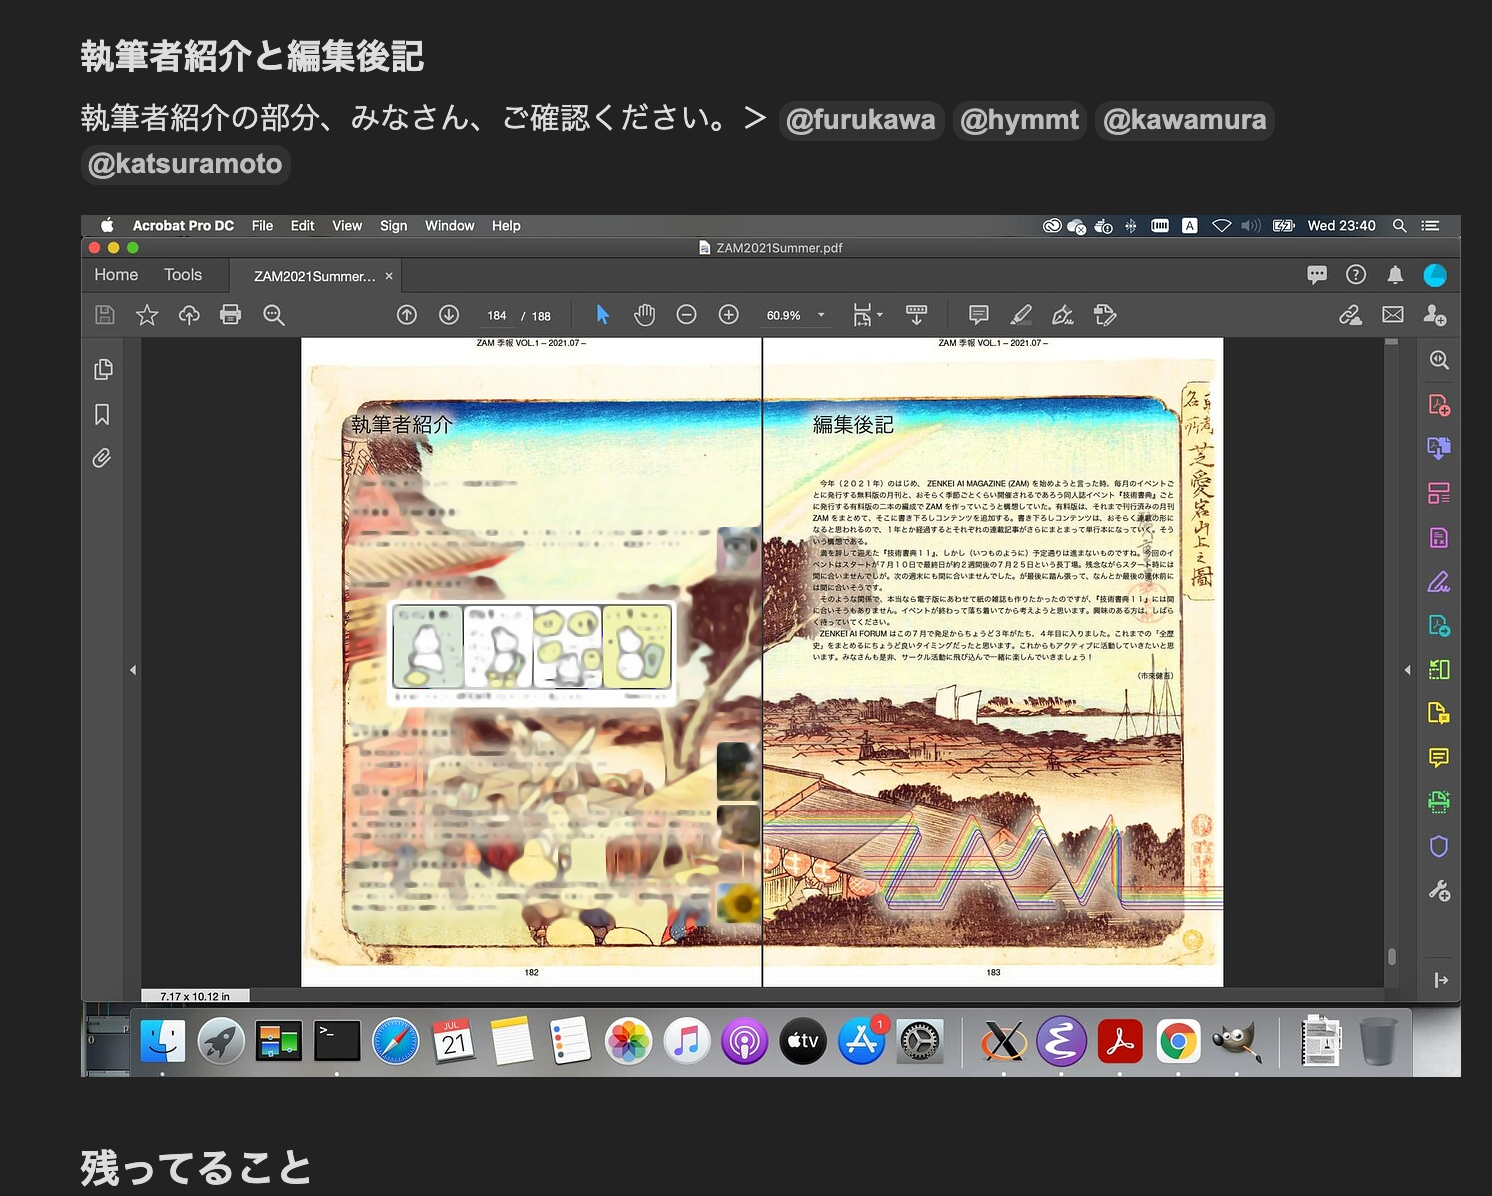 執筆者紹介と編集後記
執筆者紹介の部分、みなさん、ご確認ください。＞ @furukawa @hymmt @kawamura
@katsuramoto
Acrobat Pro DC File Edit View Sign Window Help
A
Wed 23:40
ZAM2021Summer.pdf
Home Tools ZAM2021Summer... ×
184 / 188
60.9%
ZAM 季報 VOL.1 – 2021.07 –
執筆者紹介
182
ZAM 季報 VOL.1 – 2021.07 –
編集後記
今年（２０２１年）のはじめ、ZENKEI AI MAGAZINE (ZAM) を始めようと言った時、毎月のイベントご
とに発行する無料版の月刊と、おそらく季節ごとくらい開催されるであろう同人誌イベント『技術書典』ごと
に発行する有料版の二本の編成で ZAM を作っていこうと構想していた。有料版は、それまで刊行済みの月刊
ZAM をまとめて、そこに書き下ろしコンテンツを追加する。書き下ろしコンテンツは、おそらく連載の形に
なると思われるので、１年とか経過するとそれぞれの連載記事がさらにまとまって単行本になっていく。そう
いう構想である。
満を辞して迎えた『技術書典１１』、しかし（いつものように）予定通りは進まないものですね。今回のイ
ベントはスタートが７月１０日で最終日が約２週間後の７月２５日という長丁場。残念ながらスタート時には
間に合いませんでしが。次の週末にも間に合いませんでした。が最後に踏ん張って、なんとか最後の連休前に
は間に合いそうです。
そのような関係で、本当なら電子版にあわせて紙の雑誌も作りたかったのですが、『技術書典１１』には間
に合いそうもありません。イベントが終わって落ち着いてから考えようと思います。興味のある方は、しばら
く待っていてください。
ZENKEI AI FORUM はこの７月で発足からちょうど３年がたち、４年目に入りました。これまでの「全歴
史」をまとめるにちょうど良いタイミングだったと思います。これからもアクティブに活動していきたいと思
います。みなさんも是非、サークル活動に飛び込んで一緒に楽しんでいきましょう！
（市來健吾）
芝愛宕山上之圖
ZAM
183
7.17 x 10.12 in
JUL
21
tv
1
残ってること